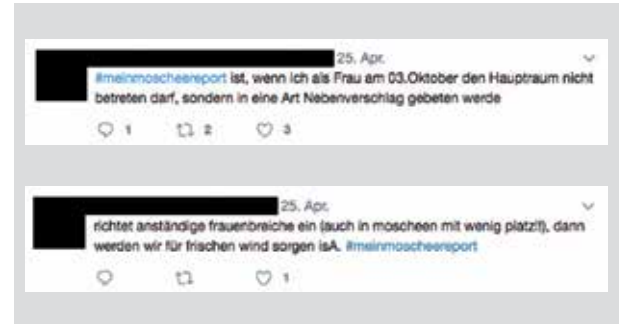 25. Apr.
#meinmoscheereport ist, wenn ich als Frau am 03.Oktober den Hauptraum nicht
betreten darf, sondern in eine Art Nebenverschlag gebeten werde
1 2 3
25. Apr.
richtet anständige frauenbreiche ein (auch in moscheen mit wenig platz!!), dann
werden wir für frischen wind sorgen isA. #meinmoscheereport
1